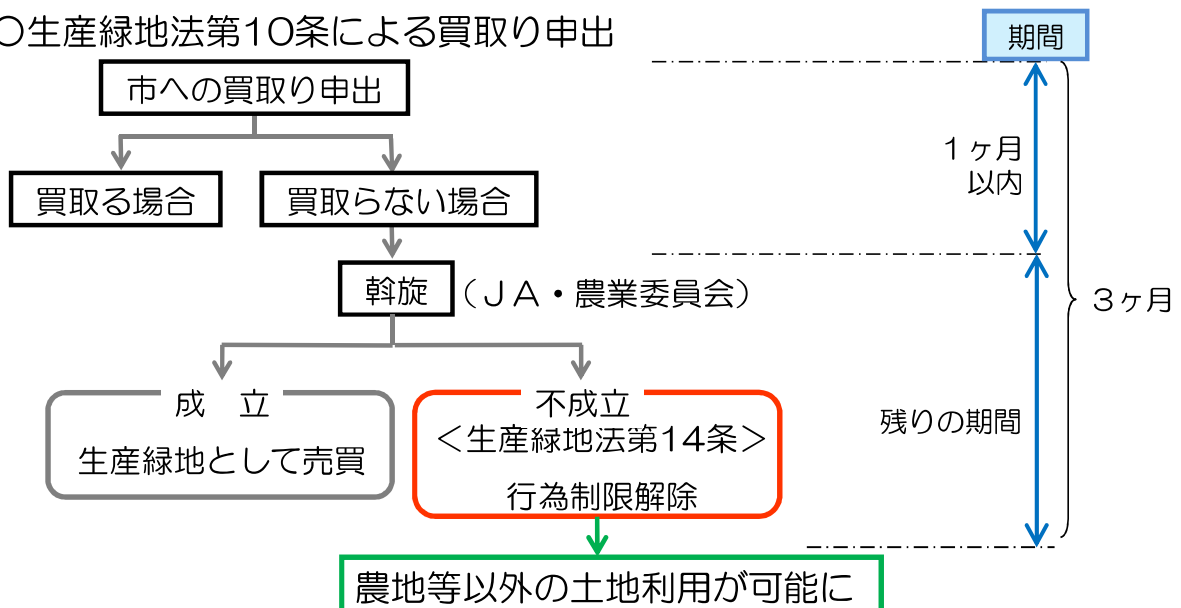 〇生産緑地法第10条による買取り申出
期間
市への買取り申出
1ヶ月
以内
買取る場合
買取らない場合
斡旋
（ＪＡ・農業委員会）
3ヶ月
成　立
生産緑地として売買
不成立
＜生産緑地法第14条＞
行為制限解除
残りの期間
農地等以外の土地利用が可能に